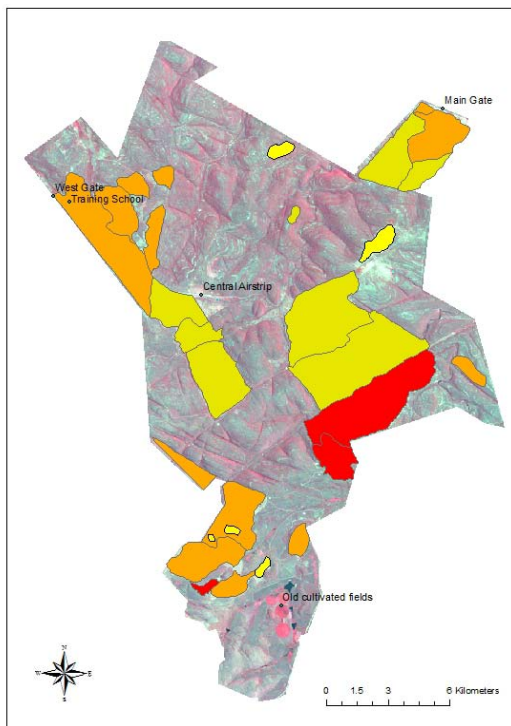 Main Gate
West Gate
Training School
Central Airstrip
Old cultivated fields
N
W E
S
0 1.5 3 6 Kilometers